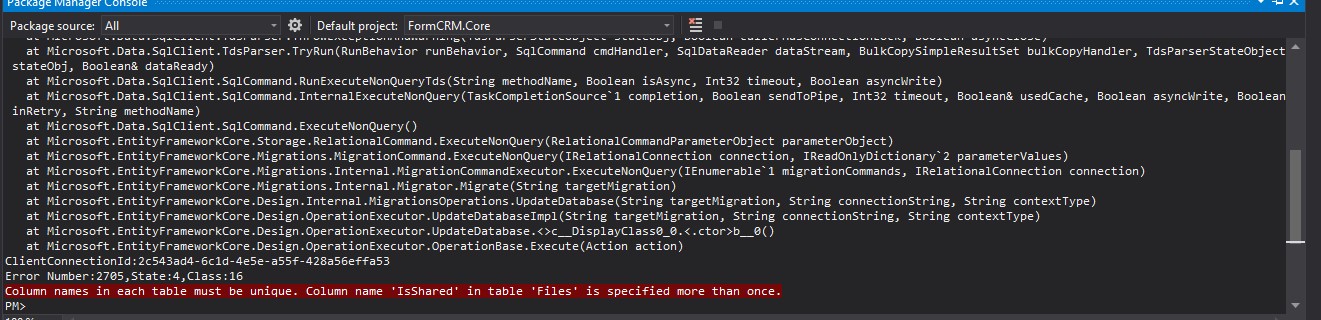 Package Manager Console
Package source: All Default project: FormCRM.Core
at Microsoft.Data.SqlClient.TdsParser.TryRun(RunBehavior runBehavior, SqlCommand cmdHandler, SqlDataReader dataStream, BulkCopySimpleResultSet bulkCopyHandler, TdsParserStateObject
stateObj, Boolean& dataReady)
at Microsoft.Data.SqlClient.SqlCommand.RunExecuteNonQueryTds(String methodName, Boolean isAsync, Int32 timeout, Boolean asyncWrite)
at Microsoft.Data.SqlClient.SqlCommand.InternalExecuteNonQuery(TaskCompletionSource`1 completion, Boolean sendToPipe, Int32 timeout, Boolean& usedCache, Boolean asyncWrite, Boolean
inRetry, String methodName)
at Microsoft.Data.SqlClient.SqlCommand.ExecuteNonQuery()
at Microsoft.EntityFrameworkCore.Storage.RelationalCommand.ExecuteNonQuery(RelationalCommandParameterObject parameterObject)
at Microsoft.EntityFrameworkCore.Migrations.MigrationCommand.ExecuteNonQuery(IRelationalConnection connection, IReadOnlyDictionary`2 parameterValues)
at Microsoft.EntityFrameworkCore.Migrations.Internal.MigrationCommandExecutor.ExecuteNonQuery(IEnumerable`1 migrationCommands, IRelationalConnection connection)
at Microsoft.EntityFrameworkCore.Migrations.Internal.Migrator.Migrate(String targetMigration)
at Microsoft.EntityFrameworkCore.Design.Internal.MigrationsOperations.UpdateDatabase(String targetMigration, String connectionString, String contextType)
at Microsoft.EntityFrameworkCore.Design.OperationExecutor.UpdateDatabaseImpl(String targetMigration, String connectionString, String contextType)
at Microsoft.EntityFrameworkCore.Design.OperationExecutor.UpdateDatabase.<>c__DisplayClass0_0.<.ctor>b__0()
at Microsoft.EntityFrameworkCore.Design.OperationExecutor.OperationBase.Execute(Action action)
ClientConnectionId:2c543ad4-6c1d-4e5e-a55f-428a56effa53
Error Number:2705,State:4,Class:16
Column names in each table must be unique. Column name 'IsShared' in table 'Files' is specified more than once.
PM>